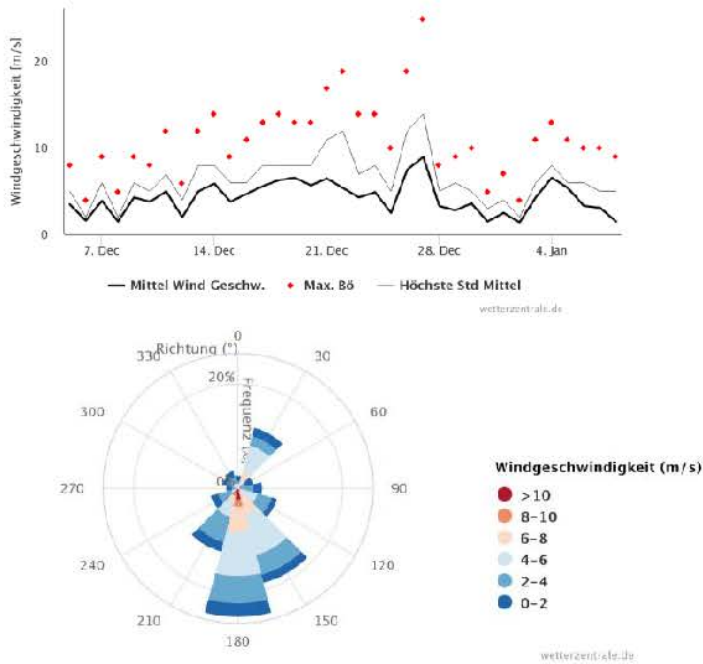 Windgeschwindigkeit [m/s]
20
10
0
7. Dec
14. Dec
21. Dec
28. Dec
4. Jan
Mittel Wind Geschw.
Max. Bö
Höchste Std Mittel
wetterzentrale.de
0
Richtung (°)
330
30
20%
Frequenz
300
60
270
90
240
120
210
150
180
Windgeschwindigkeit (m/s)
>10
8-10
6-8
4-6
2-4
0-2
wetterzentrale.de